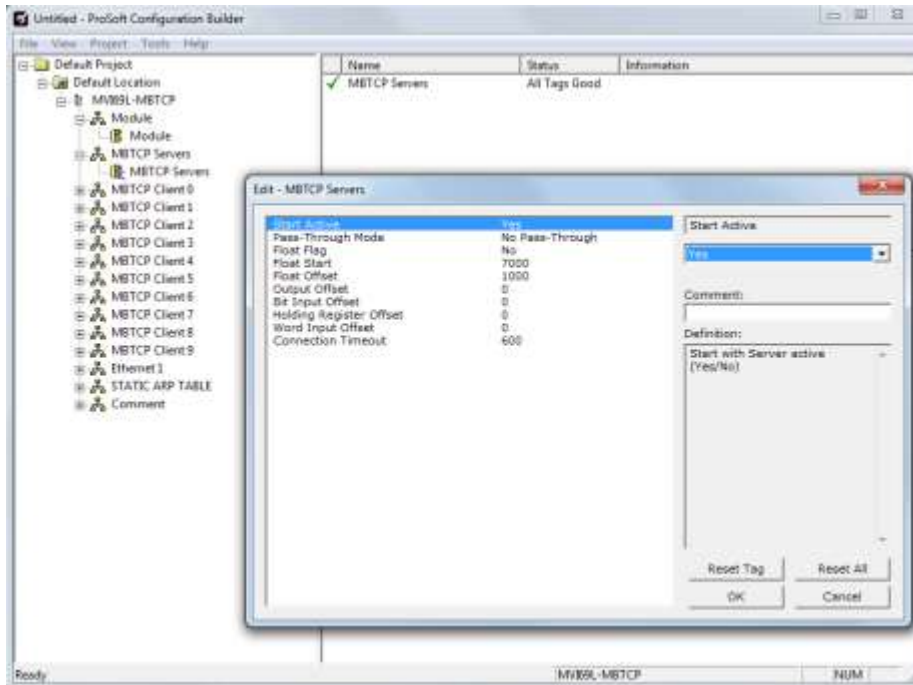 Untitled - ProSoft Configuration Builder
File View Project Tools Help
Default Project
Default Location
MVI69L-MBTCP
Module
Module
MBTCP Servers
MBTCP Servers
MBTCP Client 0
MBTCP Client 1
MBTCP Client 2
MBTCP Client 3
MBTCP Client 4
MBTCP Client 5
MBTCP Client 6
MBTCP Client 7
MBTCP Client 8
MBTCP Client 9
Ethernet 1
STATIC ARP TABLE
Comment
Name Status Information
MBTCP Servers All Tags Good
Edit - MBTCP Servers
Start Active Yes
Pass-Through Mode No Pass-Through
Float Flag No
Float Start 7000
Float Offset 1000
Output Offset 0
Bit Input Offset 0
Holding Register Offset 0
Word Input Offset 0
Connection Timeout 600
Start Active
Yes
Comment:
Definition:
Start with Server active
(Yes/No)
Reset Tag Reset All
OK Cancel
Ready MVI69L-MBTCP NUM